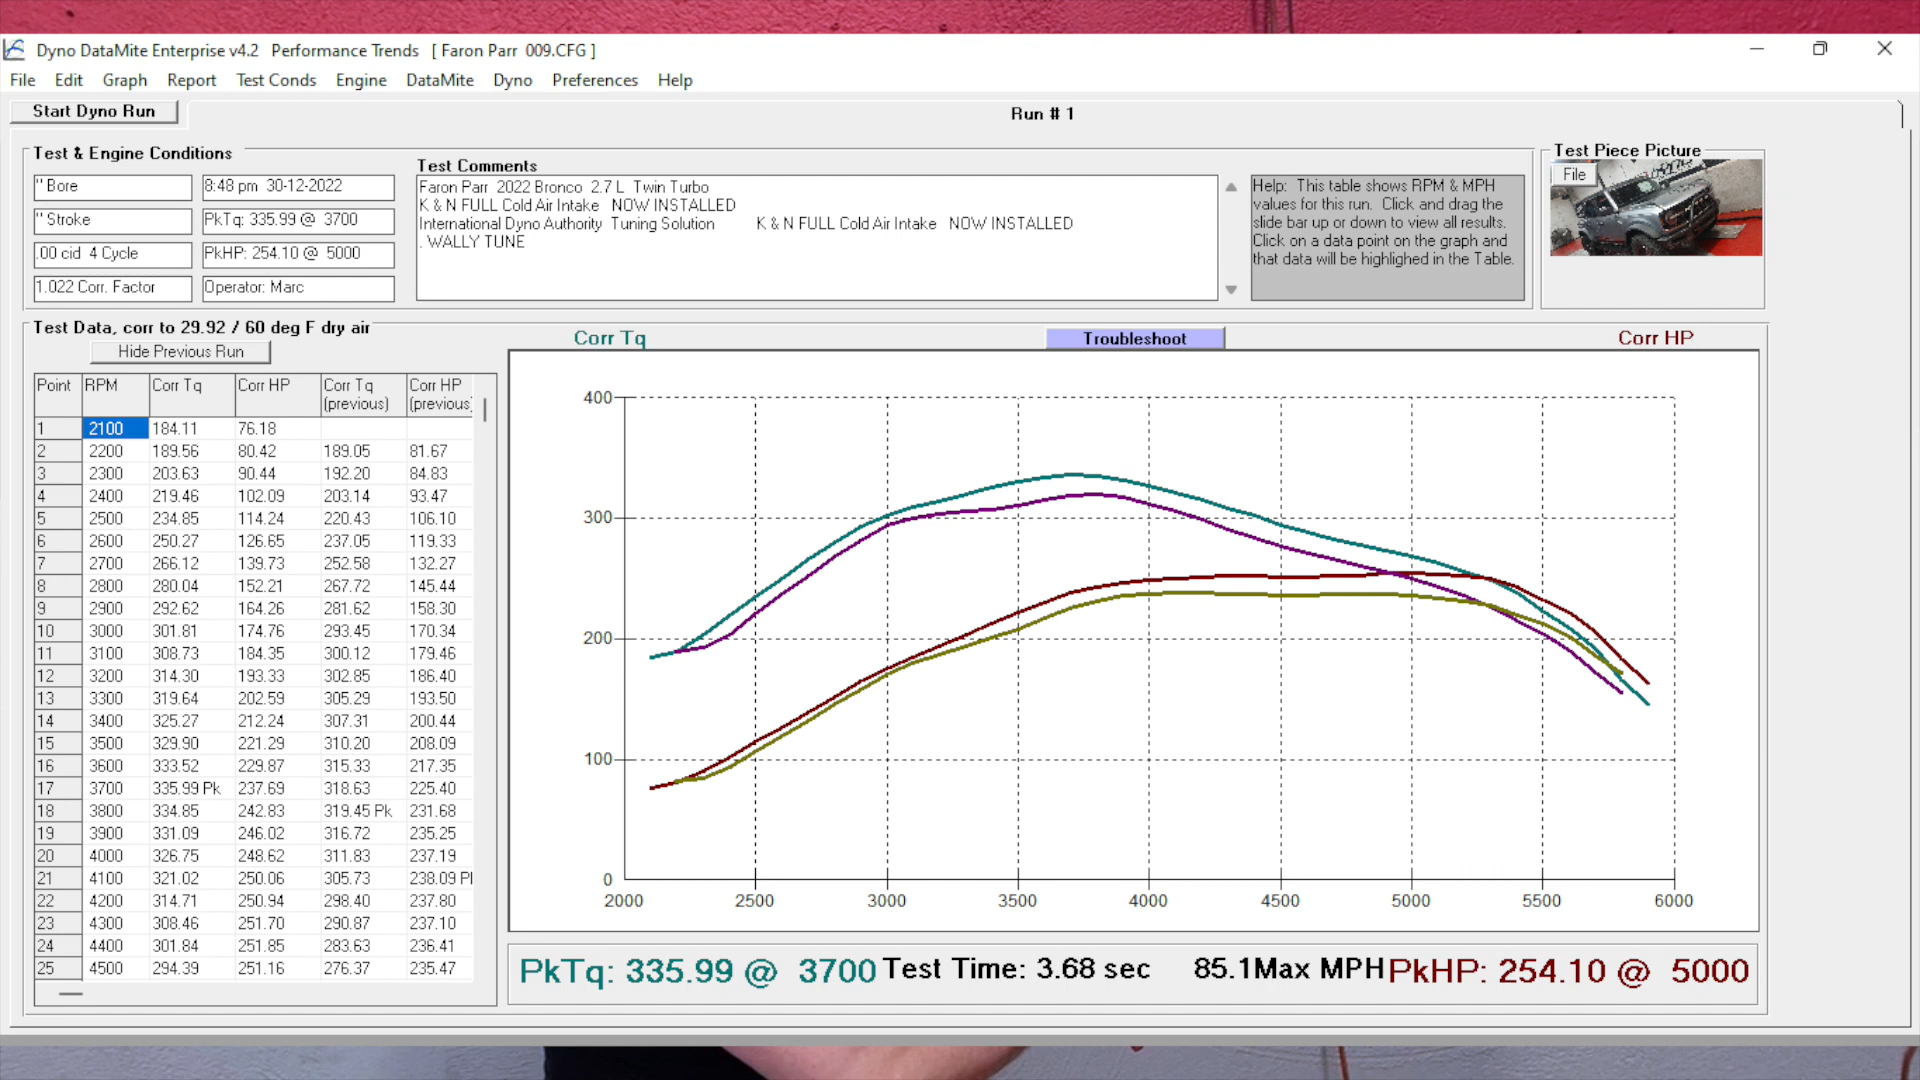 Dyno DataMite Enterprise v4.2 Performance Trends [ Faron Parr 009.CFG ]
File Edit Graph Report Test Conds Engine DataMite Dyno Preferences Help
Start Dyno Run
Run # 1
Test & Engine Conditions
" Bore
8:48 pm 30-12-2022
" Stroke
PkTq: 335.99 @ 3700
.00 cid 4 Cycle
PkHP: 254.10 @ 5000
1.022 Corr. Factor
Operator: Marc
Test Comments
Faron Parr 2022 Bronco 2.7 L Twin Turbo
K & N FULL Cold Air Intake NOW INSTALLED
International Dyno Authority Tuning Solution K & N FULL Cold Air Intake NOW INSTALLED
. WALLY TUNE
Help: This table shows RPM & MPH
values for this run. Click and drag the
slide bar up or down to view all results.
Click on a data point on the graph and
that data will be highlighed in the Table.
Test Piece Picture
File
Test Data, corr to 29.92 / 60 deg F dry air
Hide Previous Run
Point RPM Corr Tq Corr HP Corr Tq (previous) Corr HP (previous)
1 2100 184.11 76.18
2 2200 189.56 80.42 189.05 81.67
3 2300 203.63 90.44 192.20 84.83
4 2400 219.46 102.09 203.14 93.47
5 2500 234.85 114.24 220.43 106.10
6 2600 250.27 126.65 237.05 119.33
7 2700 266.12 139.73 252.58 132.27
8 2800 280.04 152.21 267.72 145.44
9 2900 292.62 164.26 281.62 158.30
10 3000 301.81 174.76 293.45 170.34
11 3100 308.73 184.35 300.12 179.46
12 3200 314.30 193.33 302.85 186.40
13 3300 319.64 202.59 305.29 193.50
14 3400 325.27 212.24 307.31 200.44
15 3500 329.90 221.29 310.20 208.09
16 3600 333.52 229.87 315.33 217.35
17 3700 335.99 Pk 237.69 318.63 225.40
18 3800 334.85 242.83 319.45 Pk 231.68
19 3900 331.09 246.02 316.72 235.25
20 4000 326.75 248.62 311.83 237.19
21 4100 321.02 250.06 305.73 238.09 Pk
22 4200 314.71 250.94 298.40 237.80
23 4300 308.46 251.70 290.87 237.10
24 4400 301.84 251.85 283.63 236.41
25 4500 294.39 251.16 276.37 235.47
Corr Tq
Troubleshoot
Corr HP
400
300
200
100
0
2000 2500 3000 3500 4000 4500 5000 5500 6000
PkTq: 335.99 @ 3700 Test Time: 3.68 sec 85.1Max MPH PkHP: 254.10 @ 5000